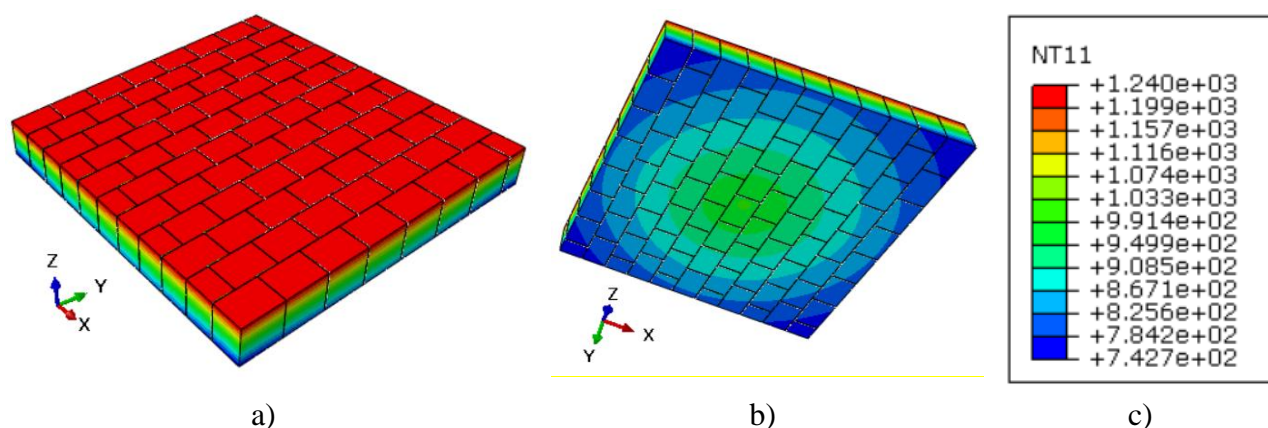 Z
Y
X
Z
X
Y
NT11
+1.240e+03
+1.199e+03
+1.157e+03
+1.116e+03
+1.074e+03
+1.033e+03
+9.914e+02
+9.499e+02
+9.085e+02
+8.671e+02
+8.256e+02
+7.842e+02
+7.427e+02
a) b) c)